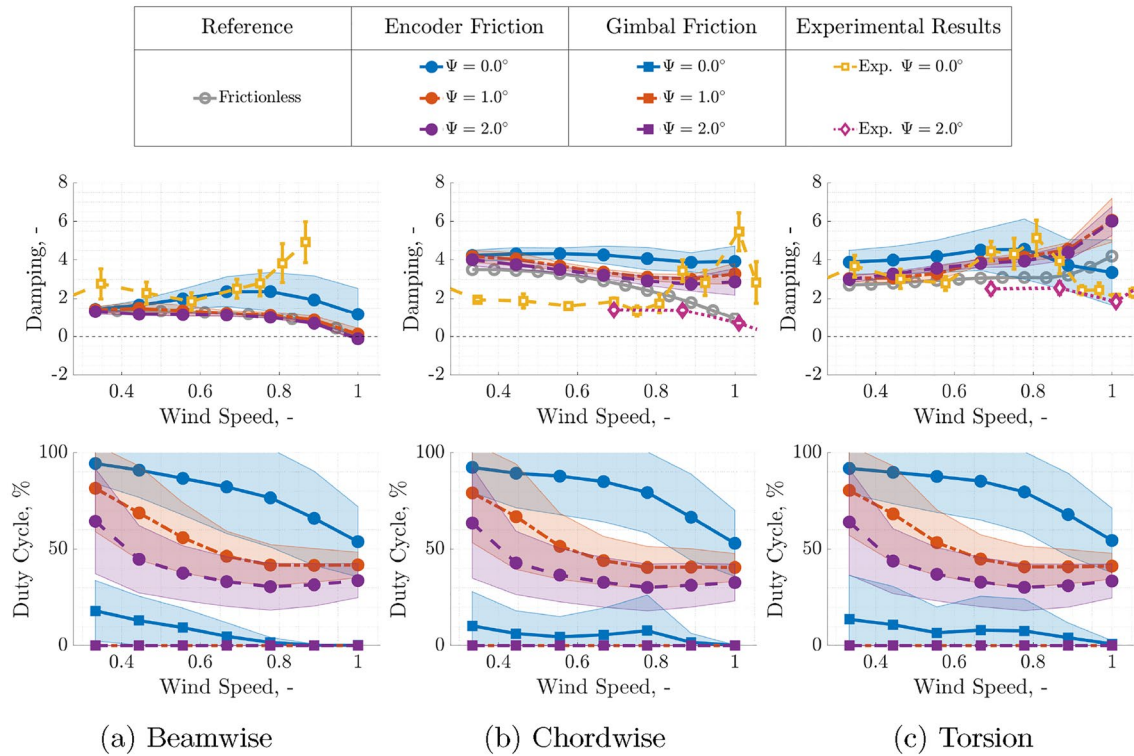 Reference Encoder Friction Gimbal Friction Experimental Results
Ψ = 0.0° Ψ = 0.0° Exp. Ψ = 0.0°
Frictionless Ψ = 1.0° Ψ = 1.0°
Ψ = 2.0° Ψ = 2.0° Exp. Ψ = 2.0°
8 8 8
6 6 6
4 4 4
2 2 2
0 0 0
-2 -2 -2
Damping, - Damping, - Damping, -
0.4 0.6 0.8 1 0.4 0.6 0.8 1 0.4 0.6 0.8 1
Wind Speed, - Wind Speed, - Wind Speed, -
100 100 100
50 50 50
0 0 0
Duty Cycle, % Duty Cycle, % Duty Cycle, %
0.4 0.6 0.8 1 0.4 0.6 0.8 1 0.4 0.6 0.8 1
Wind Speed, - Wind Speed, - Wind Speed, -
(a) Beamwise (b) Chordwise (c) Torsion